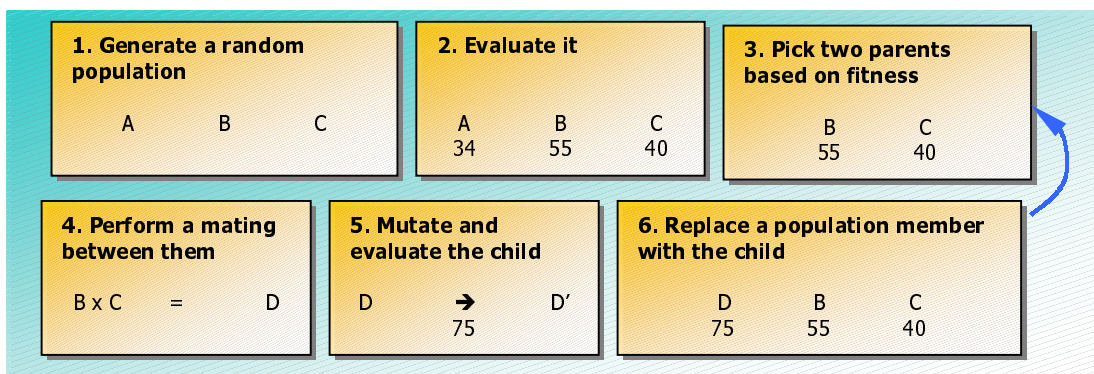 1. Generate a random
population
A B C
2. Evaluate it
A B C
34 55 40
3. Pick two parents
based on fitness
B C
55 40
4. Perform a mating
between them
B x C = D
5. Mutate and
evaluate the child
D ➔ D’
75
6. Replace a population member
with the child
D B C
75 55 40